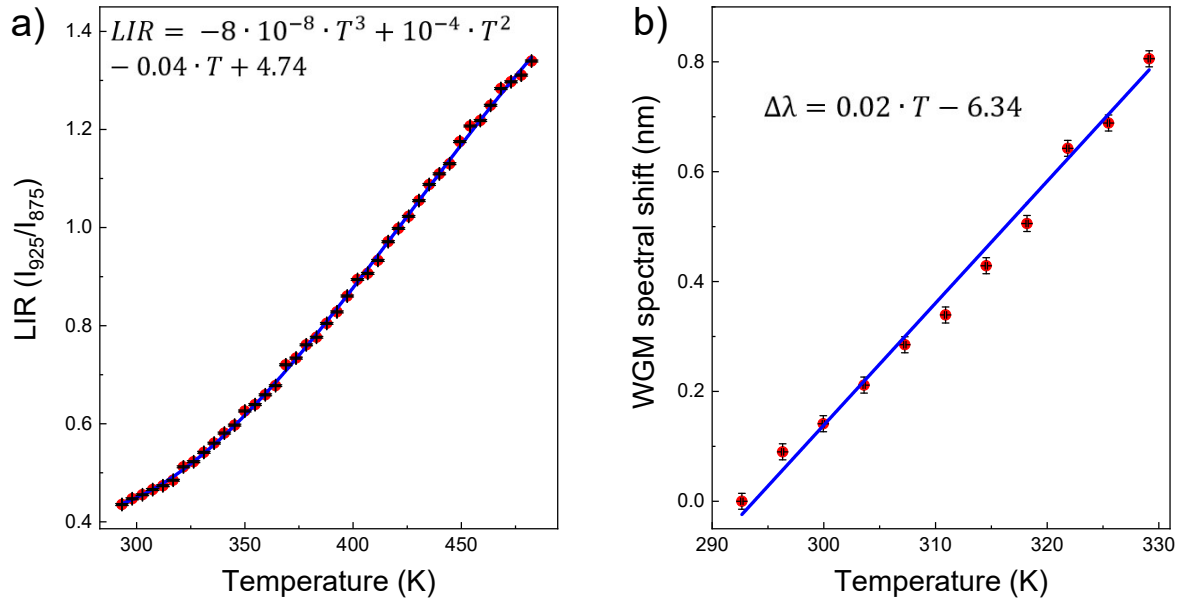 a)
LIR = −8 · 10⁻⁸ · T³ + 10⁻⁴ · T²
− 0.04 · T + 4.74
1.4
1.2
1.0
0.8
0.6
0.4
LIR (I₉₂₅/I₈₇₅)
300
350
400
450
Temperature (K)
b)
Δλ = 0.02 · T − 6.34
0.8
0.6
0.4
0.2
0.0
WGM spectral shift (nm)
290
300
310
320
330
Temperature (K)